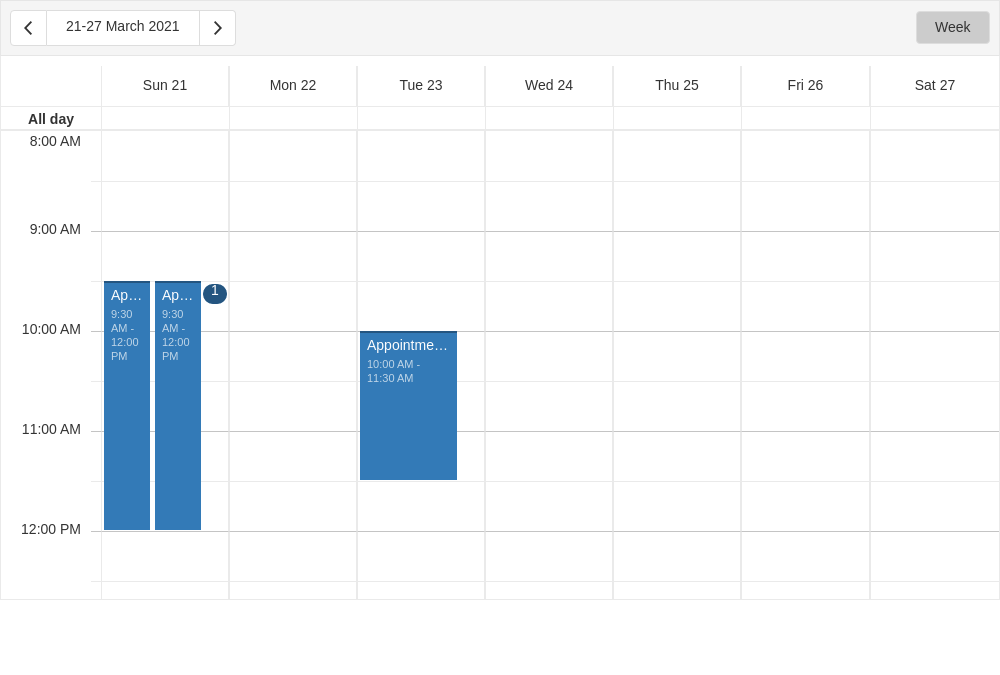 21-27 March 2021
Week
Sun 21
Mon 22
Tue 23
Wed 24
Thu 25
Fri 26
Sat 27
All day
8:00 AM
9:00 AM
10:00 AM
11:00 AM
12:00 PM
Ap…
9:30
AM -
12:00
PM
Ap…
9:30
AM -
12:00
PM
1
Appointme…
10:00 AM -
11:30 AM